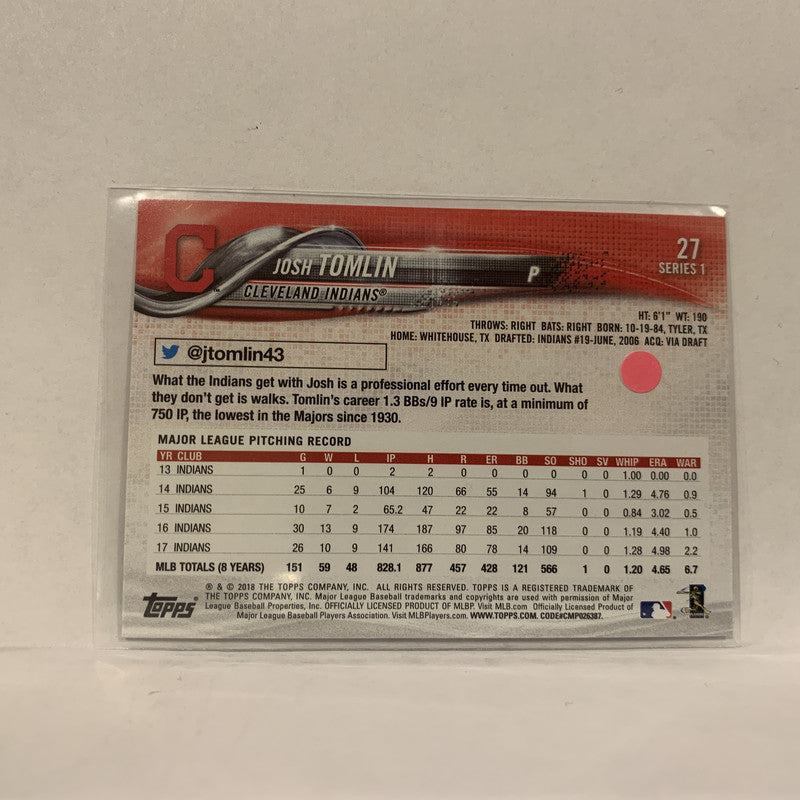 C
JOSH TOMLIN
P
CLEVELAND INDIANS®
27
SERIES 1
HT: 6'1" WT: 190
THROWS: RIGHT BATS: RIGHT BORN: 10-19-84, TYLER, TX
HOME: WHITEHOUSE, TX DRAFTED: INDIANS #19-JUNE, 2006 ACQ: VIA DRAFT
@jtomlin43
What the Indians get with Josh is a professional effort every time out. What
they don't get is walks. Tomlin's career 1.3 BBs/9 IP rate is, at a minimum of
750 IP, the lowest in the Majors since 1930.
MAJOR LEAGUE PITCHING RECORD
YR CLUB G W L IP H R ER BB SO SHO SV WHIP ERA WAR
13 INDIANS 1 0 0 2 2 0 0 0 0 0 0 1.00 0.00 0.0
14 INDIANS 25 6 9 104 120 66 55 14 94 1 0 1.29 4.76 0.9
15 INDIANS 10 7 2 65.2 47 22 22 8 57 0 0 0.84 3.02 0.5
16 INDIANS 30 13 9 174 187 97 85 20 118 0 0 1.19 4.40 1.0
17 INDIANS 26 10 9 141 166 80 78 14 109 0 0 1.28 4.98 2.2
MLB TOTALS (8 YEARS) 151 59 48 828.1 877 457 428 121 566 1 0 1.20 4.65 6.7
® & © 2018 THE TOPPS COMPANY, INC. ALL RIGHTS RESERVED. TOPPS IS A REGISTERED TRADEMARK OF
THE TOPPS COMPANY, INC. Major League Baseball trademarks and copyrights are used with permission of Major
League Baseball Properties, Inc. OFFICIALLY LICENSED PRODUCT OF MLBP. Visit MLB.com Officially Licensed Product of
Major League Baseball Players Association. Visit MLBPlayers.com. WWW.TOPPS.COM. CODE#CMP026387.
Topps®